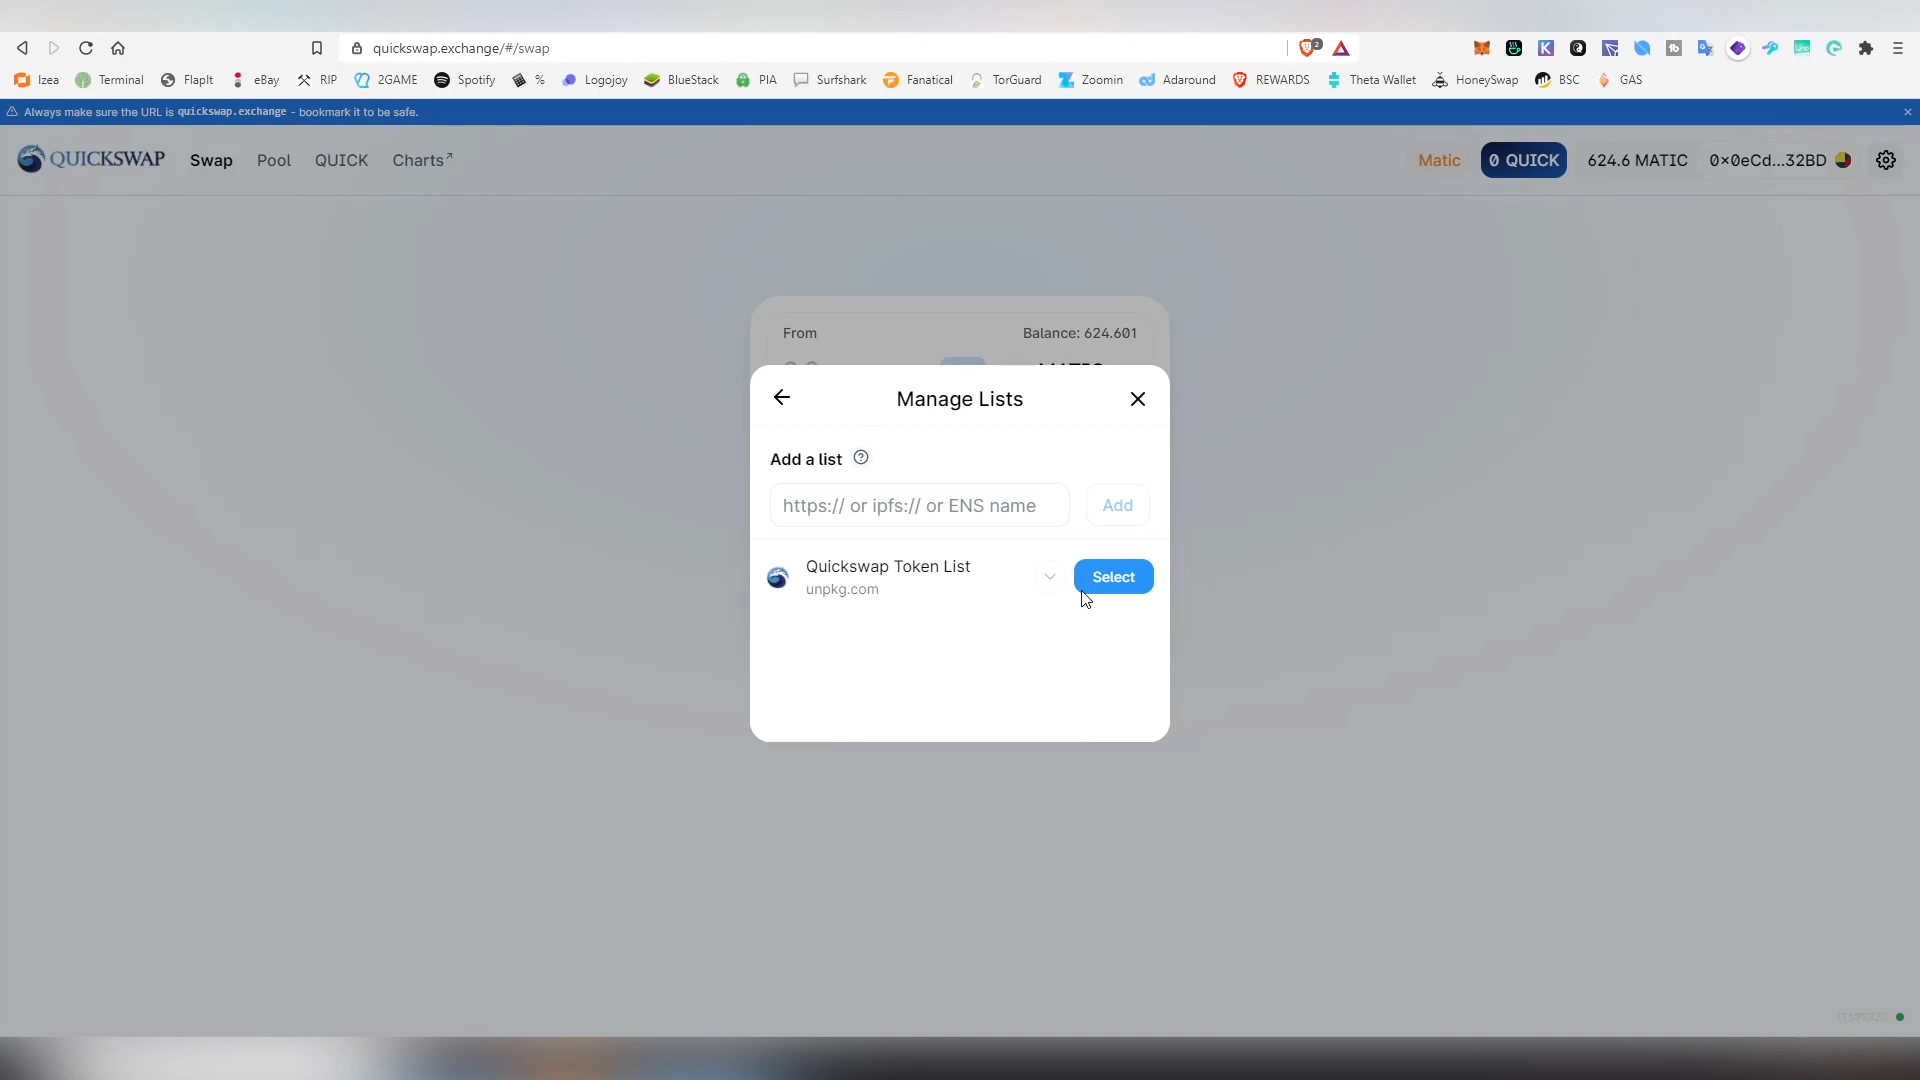 quickswap.exchange/#/swap
2
Izea Terminal FlapIt eBay RIP 2GAME Spotify % Logojoy BlueStack PIA Surfshark Fanatical TorGuard Zoomin Adaround REWARDS Theta Wallet HoneySwap BSC GAS
Always make sure the URL is quickswap.exchange - bookmark it to be safe.
QUICKSWAP Swap Pool QUICK Charts↗ Matic 0 QUICK 624.6 MATIC 0×0eCd...32BD
From Balance: 624.601
Manage Lists
Add a list
https:// or ipfs:// or ENS name Add
Quickswap Token List
unpkg.com
Select